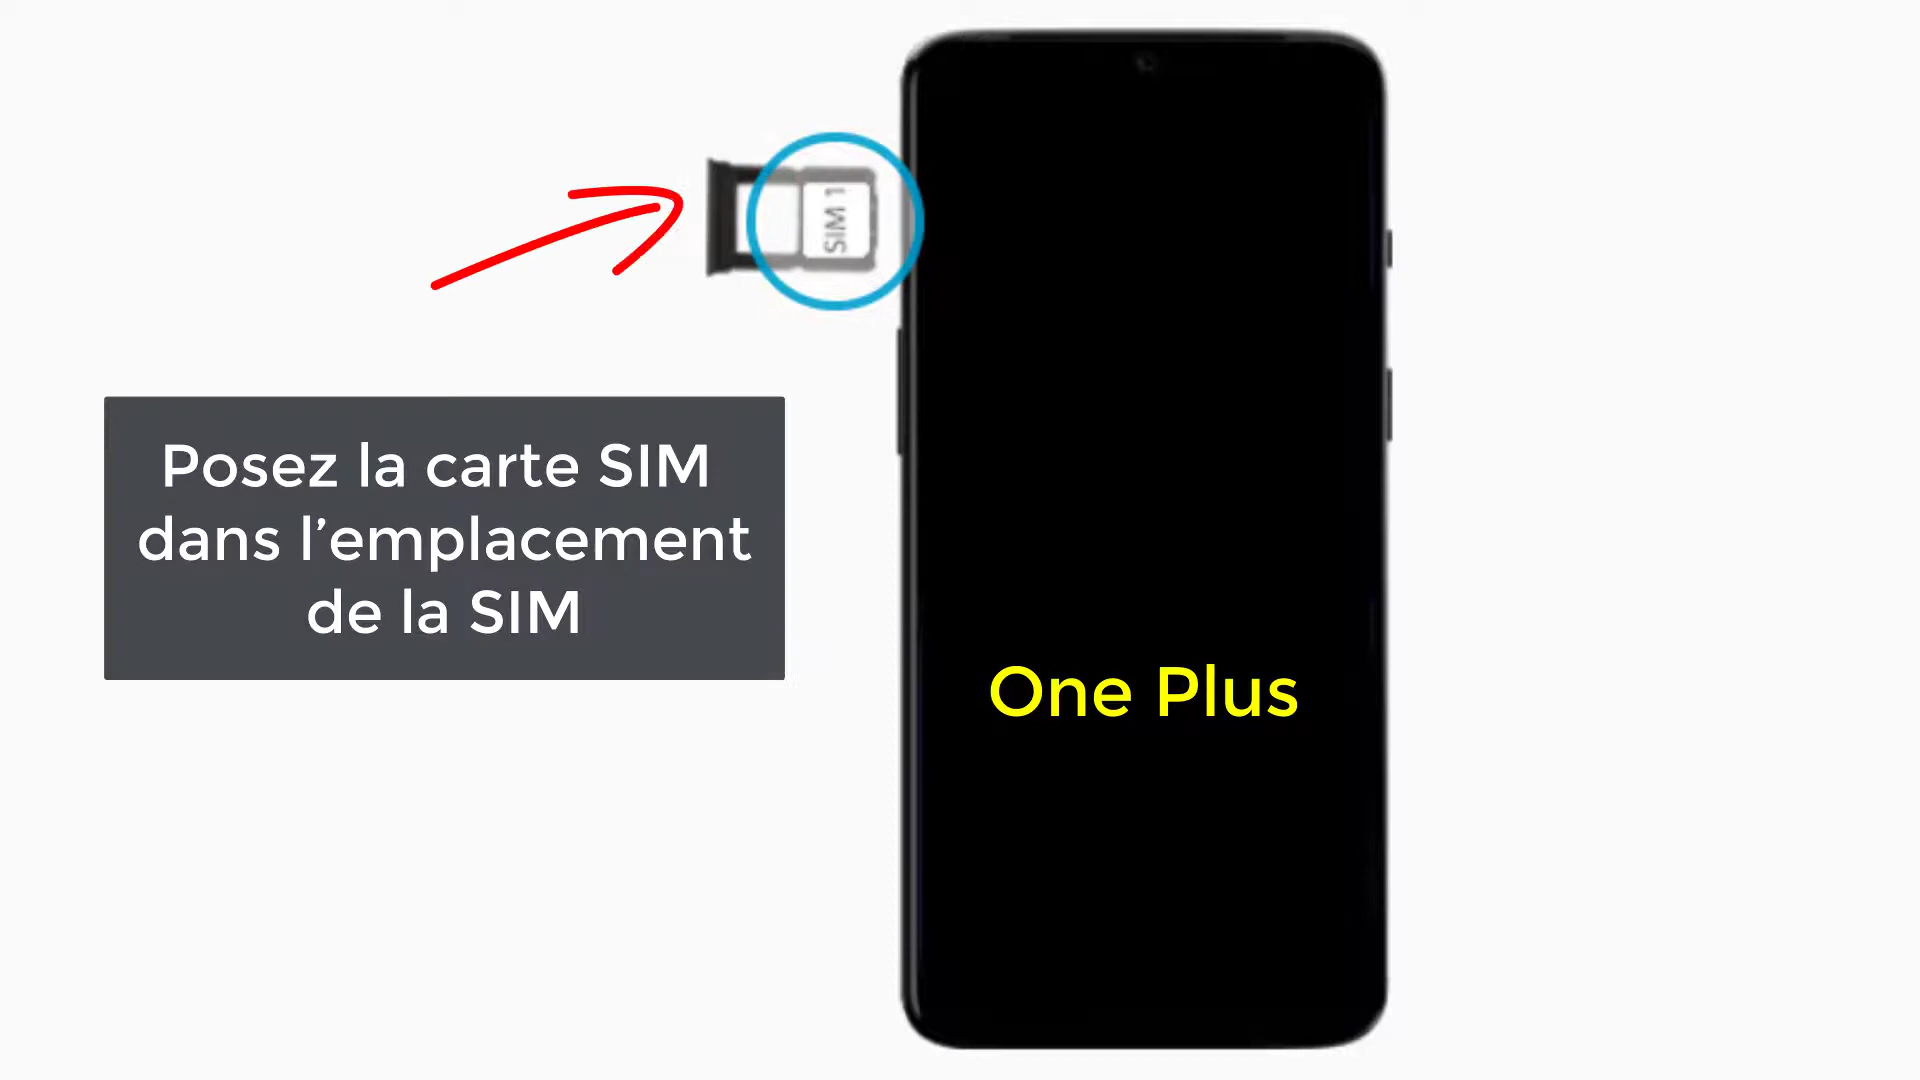 SIM 1
Posez la carte SIM
dans l’emplacement
de la SIM
One Plus